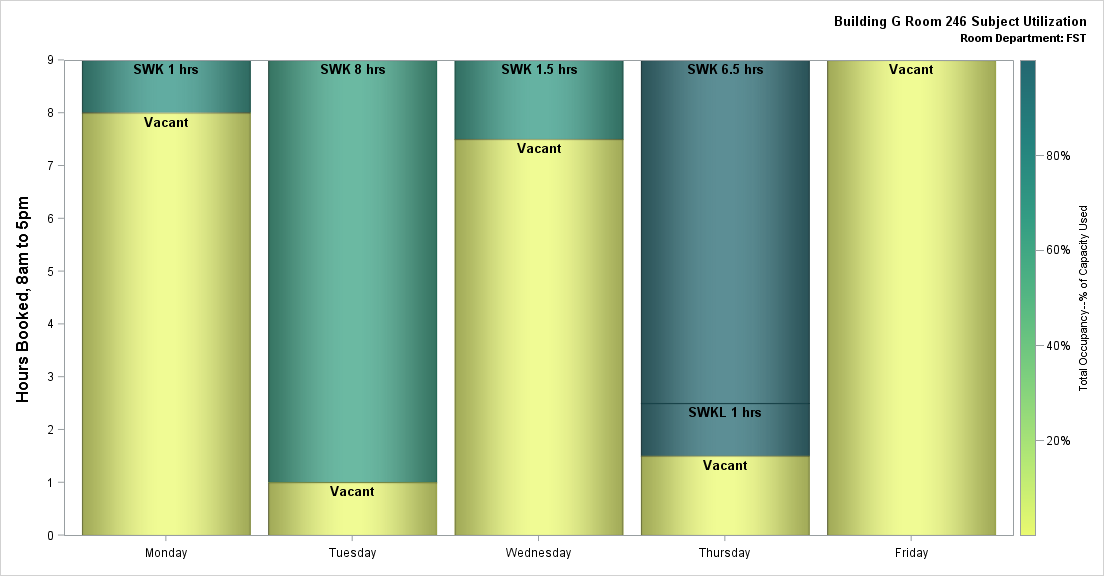 Building G Room 246 Subject Utilization
Room Department: FST
Hours Booked, 8am to 5pm
9
8
7
6
5
4
3
2
1
0
SWK 1 hrs
Vacant
SWK 8 hrs
Vacant
SWK 1.5 hrs
Vacant
SWK 6.5 hrs
SWKL 1 hrs
Vacant
Vacant
Monday
Tuesday
Wednesday
Thursday
Friday
80%
60%
40%
20%
Total Occupancy--% of Capacity Used